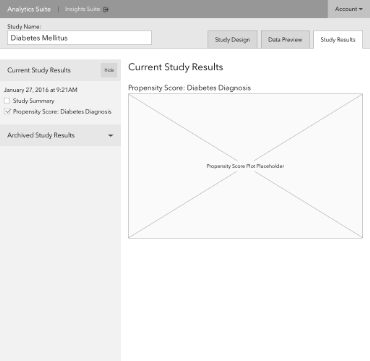 Analytics Suite | Insights Suite
Account
Study Name:
Diabetes Mellitus
Study Design
Data Preview
Study Results
Current Study Results
Hide
January 27, 2016 at 9:21AM
Study Summary
Propensity Score: Diabetes Diagnosis
Archived Study Results
Current Study Results
Propensity Score: Diabetes Diagnosis
Propensity Score Plot Placeholder